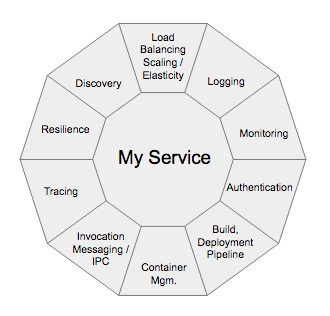 Load
Balancing
Scaling /
Elasticity
Logging
Monitoring
Authentication
Build,
Deployment
Pipeline
Container
Mgm.
Invocation
Messaging /
IPC
Tracing
Resilience
Discovery
My Service